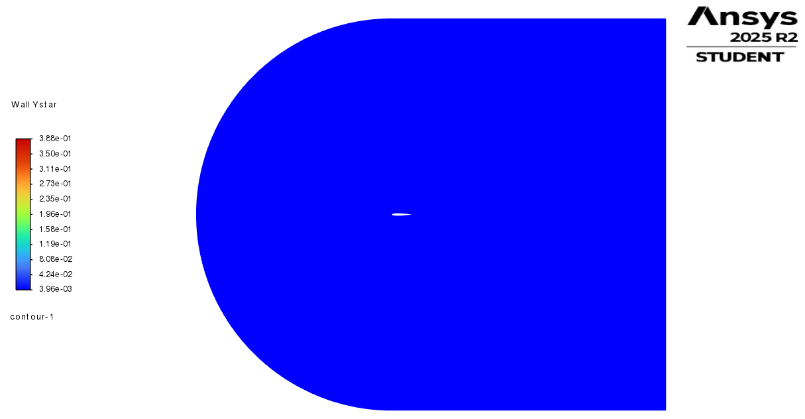 Ansys
2025 R2
STUDENT
Wall Ystar
3.88e-01
3.50e-01
3.11e-01
2.73e-01
2.35e-01
1.96e-01
1.58e-01
1.19e-01
8.08e-02
4.24e-02
3.96e-03
contour-1